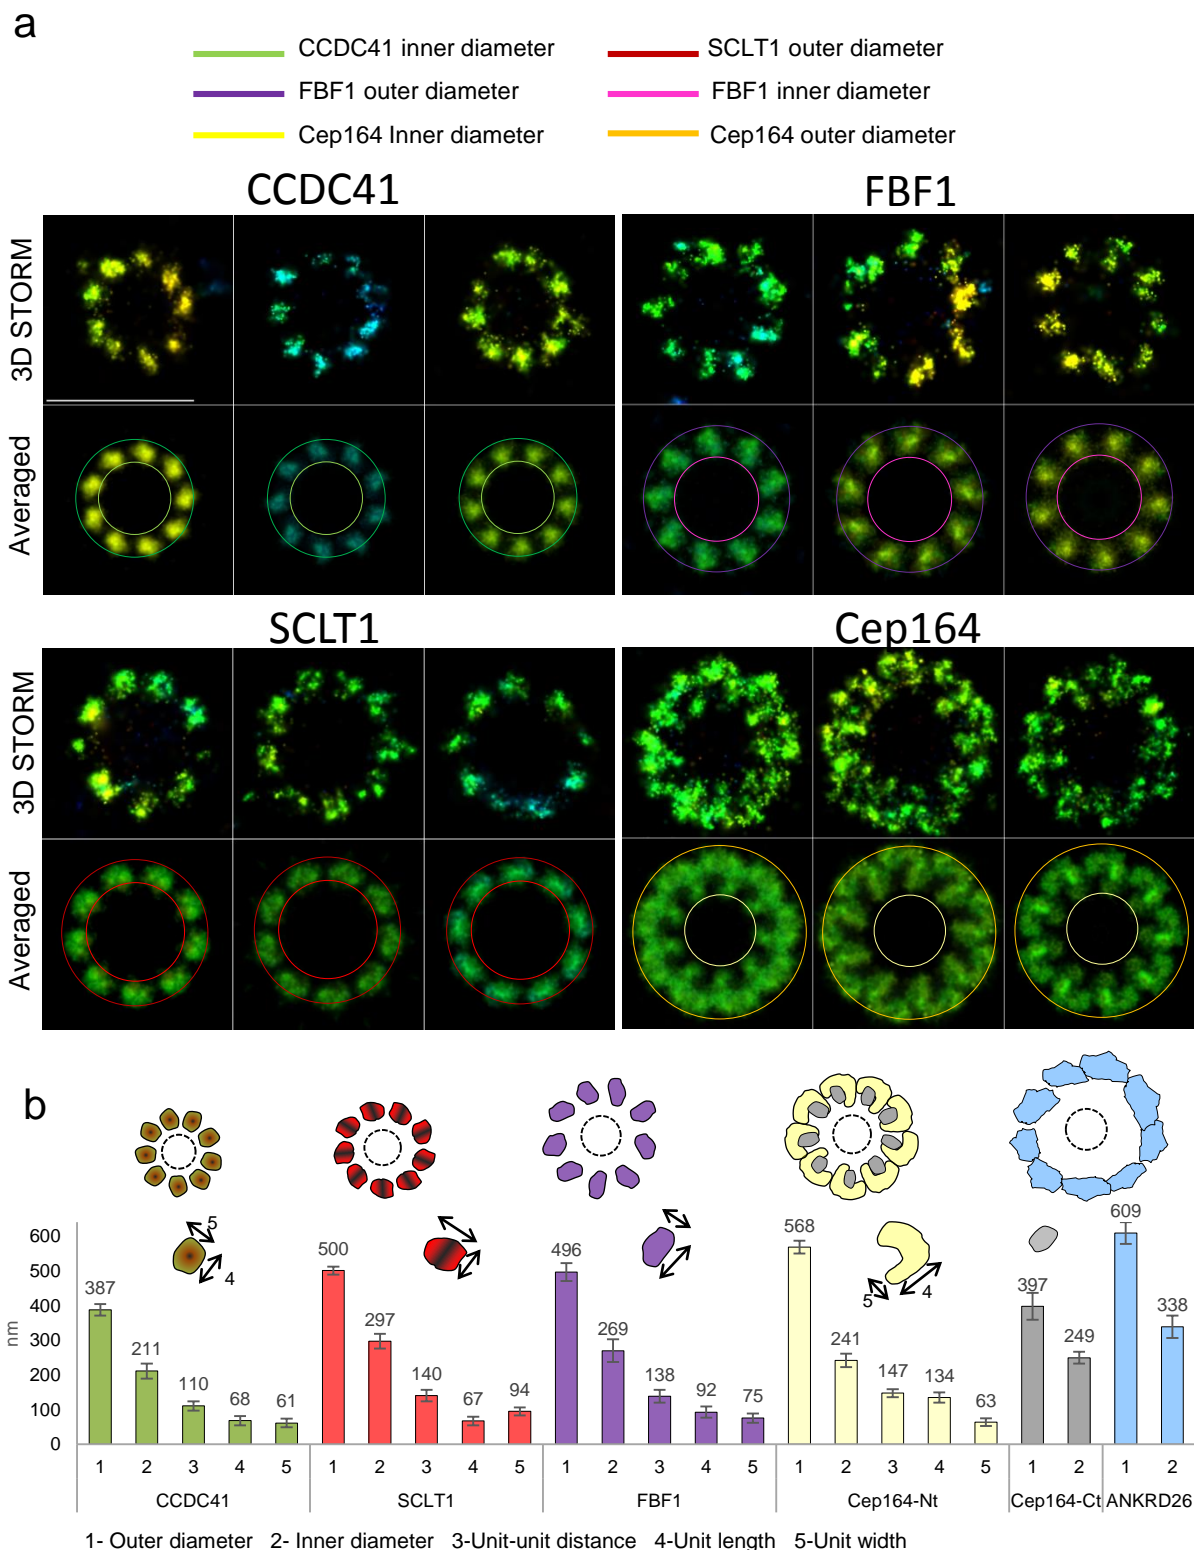 a
CCDC41 inner diameter
SCLT1 outer diameter
FBF1 outer diameter
FBF1 inner diameter
Cep164 Inner diameter
Cep164 outer diameter
CCDC41
FBF1
3D STORM
Averaged
SCLT1
Cep164
3D STORM
Averaged
b
5
4
5
4
600
500
400
300
200
100
0
nm
387
211
110
68
61
500
297
140
67
94
496
269
138
92
75
568
241
147
134
63
397
249
609
338
1 2 3 4 5 1 2 3 4 5 1 2 3 4 5 1 2 3 4 5 1 2 1 2
CCDC41 SCLT1 FBF1 Cep164-Nt Cep164-Ct ANKRD26
1- Outer diameter 2- Inner diameter 3-Unit-unit distance 4-Unit length 5-Unit width